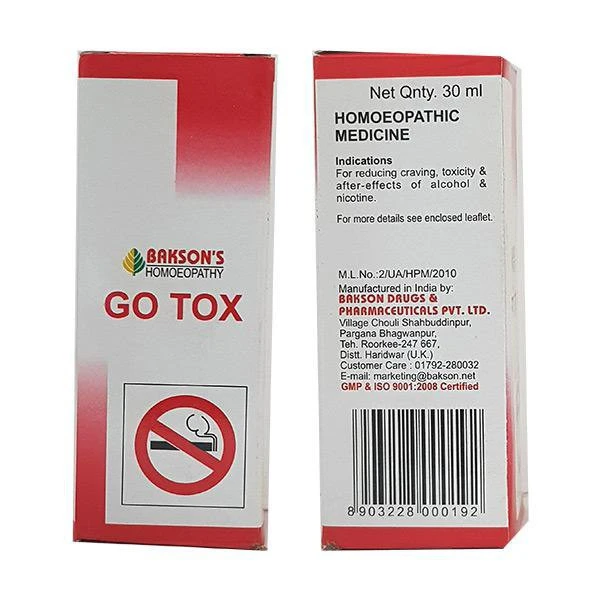 BAKSON'S
HOMOEOPATHY
GO TOX
Net Qnty. 30 ml
HOMOEOPATHIC
MEDICINE
Indications
For reducing craving, toxicity &
after-effects of alcohol &
nicotine.
For more details see enclosed leaflet.
M.L.No.:2/UA/HPM/2010
Manufactured in India by:
BAKSON DRUGS &
PHARMACEUTICALS PVT. LTD.
Village Chouli Shahbuddinpur,
Pargana Bhagwanpur,
Teh. Roorkee-247 667,
Distt. Haridwar (U.K.)
Customer Care : 01792-280032
E-mail: marketing@bakson.net
GMP & ISO 9001:2008 Certified
8 903228 000192